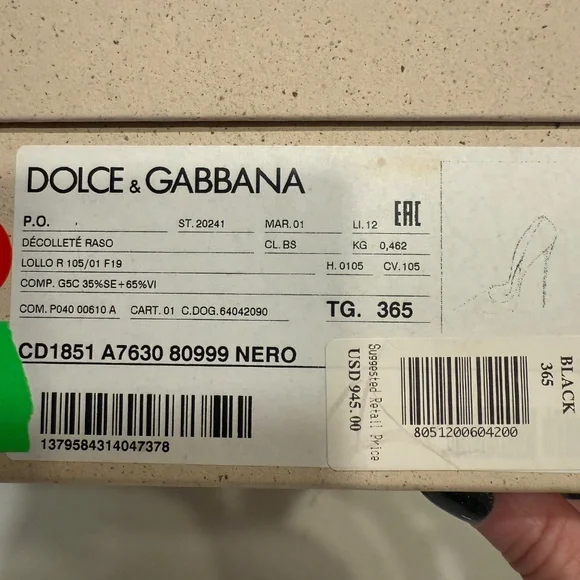 DOLCE & GABBANA
P.O. ST. 20241 MAR. 01 LI. 12 EAC
DÉCOLLETÉ RASO CL. BS KG 0,462
LOLLO R 105/01 F19 H. 0105 CV. 105
COMP. G5C 35%SE+65%VI
COM. P040 00610 A CART. 01 C.DOG. 64042090 TG. 365
CD1851 A7630 80999 NERO
1379584314047378
Suggested Retail Price
USD 945.00
8051200604200
BLACK
365